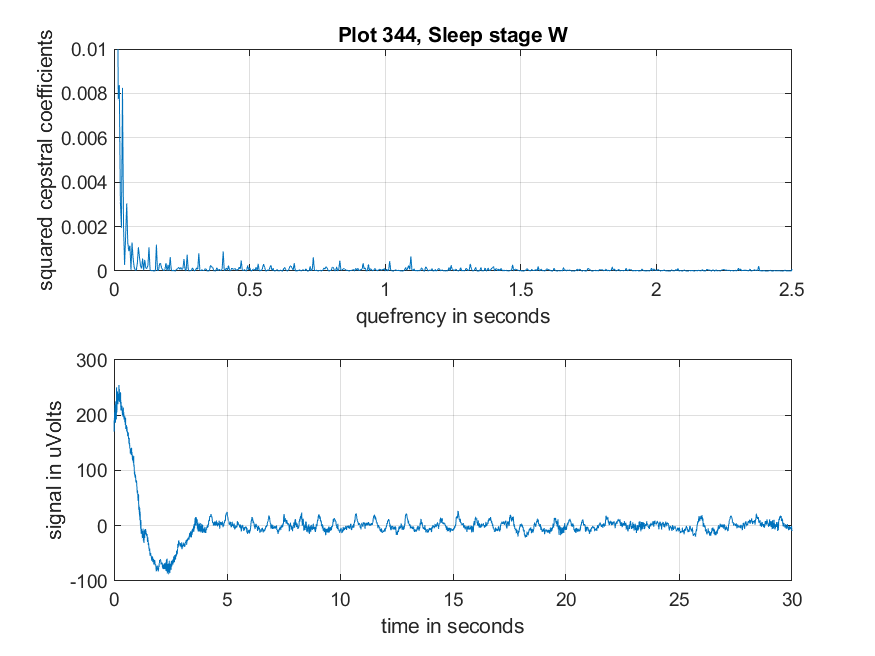 Plot 344, Sleep stage W
squared cepstral coefficients
0.01
0.008
0.006
0.004
0.002
0
0 0.5 1 1.5 2 2.5
quefrency in seconds
signal in uVolts
300
200
100
0
-100
0 5 10 15 20 25 30
time in seconds